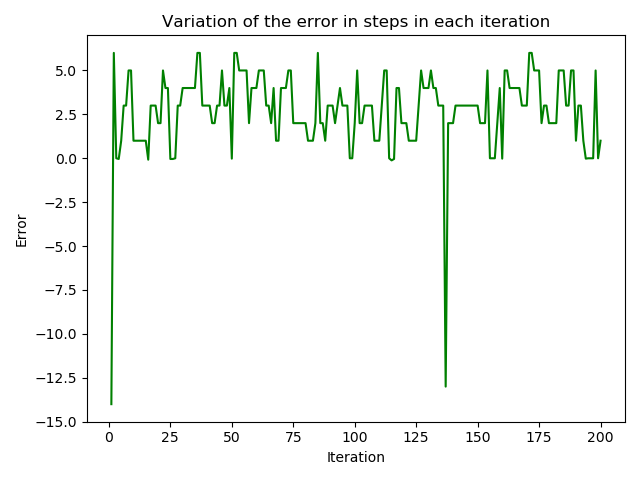 Variation of the error in steps in each iteration
5.0
2.5
0.0
−2.5
−5.0
−7.5
−10.0
−12.5
−15.0
Error
0 25 50 75 100 125 150 175 200
Iteration